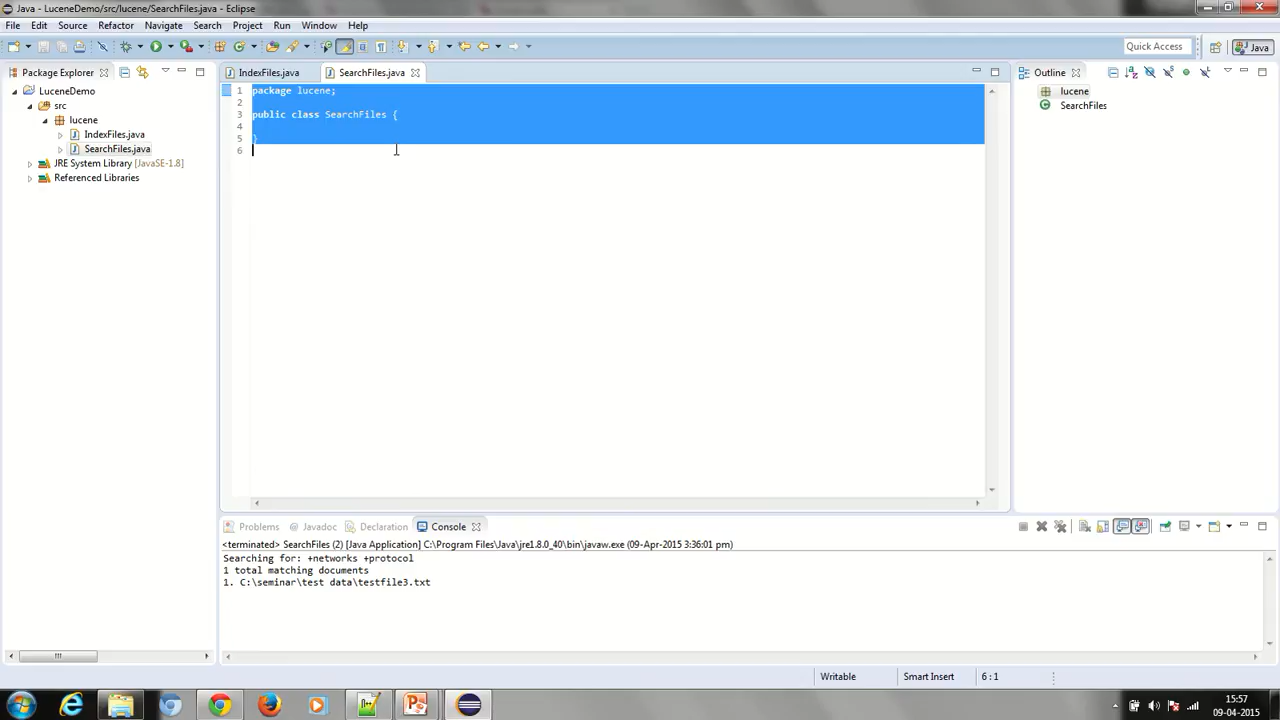 Java - LuceneDemo/src/lucene/SearchFiles.java - Eclipse
File Edit Source Refactor Navigate Search Project Run Window Help
Quick Access
Java
Package Explorer
IndexFiles.java
SearchFiles.java
Outline
LuceneDemo
src
lucene
IndexFiles.java
SearchFiles.java
JRE System Library [JavaSE-1.8]
Referenced Libraries
1 package lucene;
2
3 public class SearchFiles {
4
5 }
6
lucene
SearchFiles
Problems Javadoc Declaration Console
<terminated> SearchFiles (2) [Java Application] C:\Program Files\Java\jre1.8.0_40\bin\javaw.exe (09-Apr-2015 3:36:01 pm)
Searching for: +networks +protocol
1 total matching documents
1. C:\seminar\test data\testfile3.txt
Writable
Smart Insert
6 : 1
15:57
09-04-2015